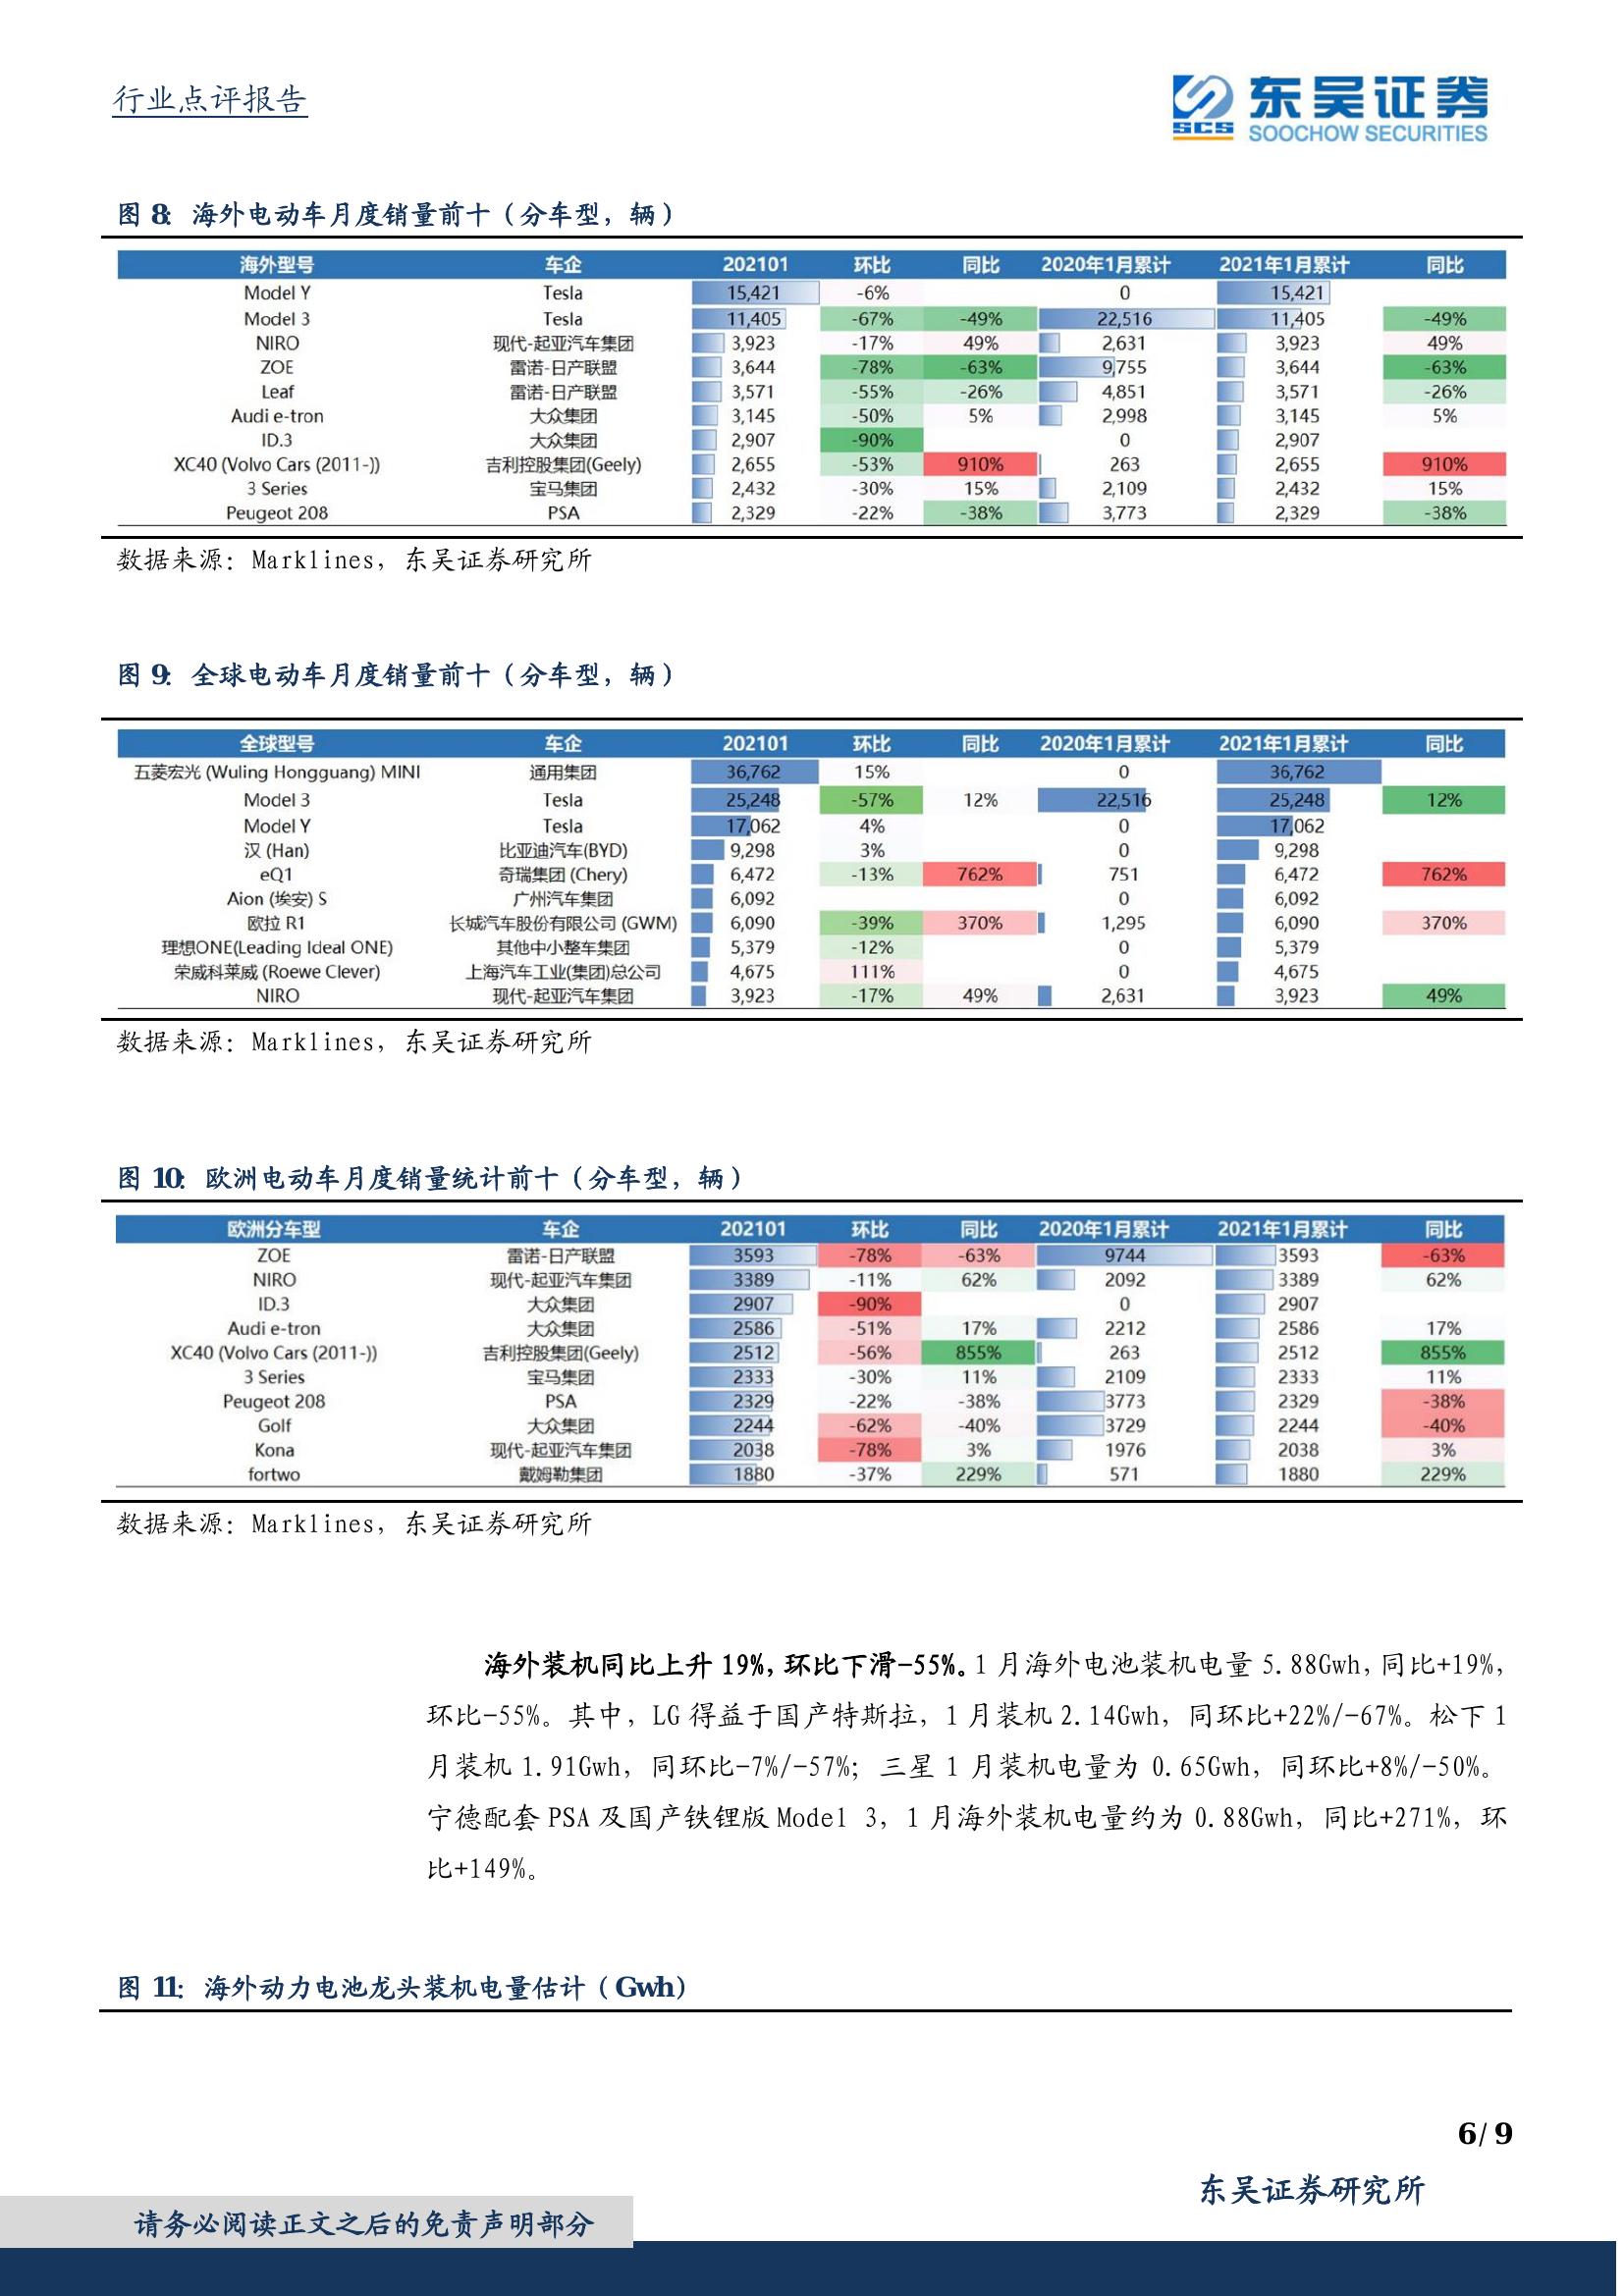 行业点评报告
东吴证券
SCS SOOCHOW SECURITIES
图 8: 海外电动车月度销量前十（分车型，辆）
海外型号 车企 202101 环比 同比 2020年1月累计 2021年1月累计 同比
Model Y Tesla 15,421 -6% 0 15,421
Model 3 Tesla 11,405 -67% -49% 22,516 11,405 -49%
NIRO 现代-起亚汽车集团 3,923 -17% 49% 2,631 3,923 49%
ZOE 雷诺-日产联盟 3,644 -78% -63% 9,755 3,644 -63%
Leaf 雷诺-日产联盟 3,571 -55% -26% 4,851 3,571 -26%
Audi e-tron 大众集团 3,145 -50% 5% 2,998 3,145 5%
ID.3 大众集团 2,907 -90% 0 2,907
XC40 (Volvo Cars (2011-)) 吉利控股集团(Geely) 2,655 -53% 910% 263 2,655 910%
3 Series 宝马集团 2,432 -30% 15% 2,109 2,432 15%
Peugeot 208 PSA 2,329 -22% -38% 3,773 2,329 -38%
数据来源：Marklines，东吴证券研究所
图 9: 全球电动车月度销量前十（分车型，辆）
全球型号 车企 202101 环比 同比 2020年1月累计 2021年1月累计 同比
五菱宏光 (Wuling Hongguang) MINI 通用集团 36,762 15% 0 36,762
Model 3 Tesla 25,248 -57% 12% 22,516 25,248 12%
Model Y Tesla 17,062 4% 0 17,062
汉 (Han) 比亚迪汽车(BYD) 9,298 3% 0 9,298
eQ1 奇瑞集团 (Chery) 6,472 -13% 762% 751 6,472 762%
Aion (埃安) S 广州汽车集团 6,092 0 6,092
欧拉 R1 长城汽车股份有限公司 (GWM) 6,090 -39% 370% 1,295 6,090 370%
理想ONE(Leading Ideal ONE) 其他中小整车集团 5,379 -12% 0 5,379
荣威科莱威 (Roewe Clever) 上海汽车工业(集团)总公司 4,675 111% 0 4,675
NIRO 现代-起亚汽车集团 3,923 -17% 49% 2,631 3,923 49%
数据来源：Marklines，东吴证券研究所
图 10: 欧洲电动车月度销量统计前十（分车型，辆）
欧洲分车型 车企 202101 环比 同比 2020年1月累计 2021年1月累计 同比
ZOE 雷诺-日产联盟 3593 -78% -63% 9744 3593 -63%
NIRO 现代-起亚汽车集团 3389 -11% 62% 2092 3389 62%
ID.3 大众集团 2907 -90% 0 2907
Audi e-tron 大众集团 2586 -51% 17% 2212 2586 17%
XC40 (Volvo Cars (2011-)) 吉利控股集团(Geely) 2512 -56% 855% 263 2512 855%
3 Series 宝马集团 2333 -30% 11% 2109 2333 11%
Peugeot 208 PSA 2329 -22% -38% 3773 2329 -38%
Golf 大众集团 2244 -62% -40% 3729 2244 -40%
Kona 现代-起亚汽车集团 2038 -78% 3% 1976 2038 3%
fortwo 戴姆勒集团 1880 -37% 229% 571 1880 229%
数据来源：Marklines，东吴证券研究所
海外装机同比上升 19%，环比下滑-55%。1 月海外电池装机电量 5.88Gwh，同比+19%，
环比-55%。其中，LG 得益于国产特斯拉，1 月装机 2.14Gwh，同环比+22%/-67%。松下 1
月装机 1.91Gwh，同环比-7%/-57%；三星 1 月装机电量为 0.65Gwh，同环比+8%/-50%。
宁德配套 PSA 及国产铁锂版 Model 3，1 月海外装机电量约为 0.88Gwh，同比+271%，环
比+149%。
图 11: 海外动力电池龙头装机电量估计（Gwh）
6/9
东吴证券研究所
请务必阅读正文之后的免责声明部分